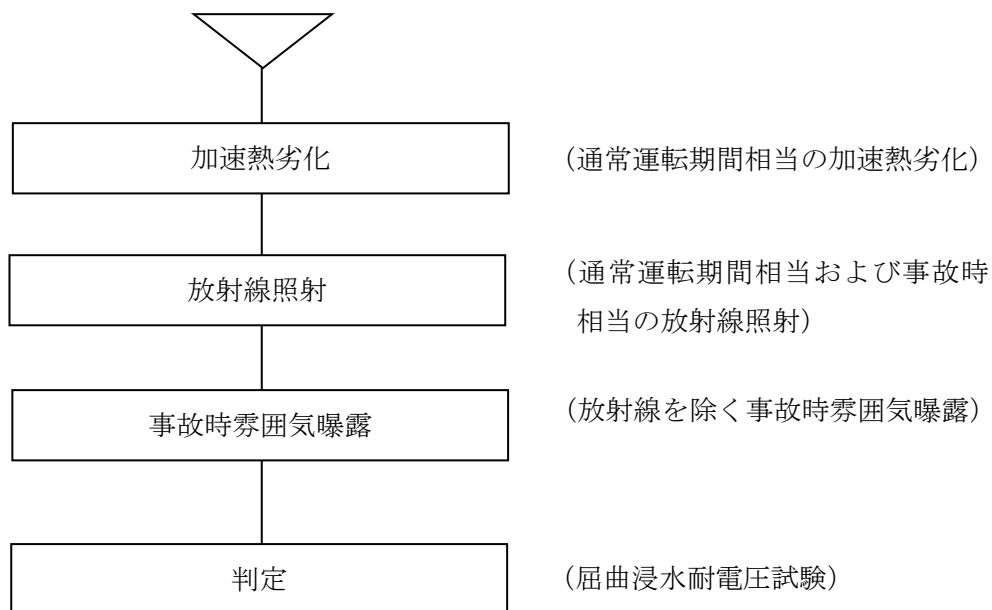 加速熱劣化
(通常運転期間相当の加速熱劣化)
放射線照射
(通常運転期間相当および事故時
相当の放射線照射)
事故時雰囲気曝露
(放射線を除く事故時雰囲気曝露)
判定
(屈曲浸水耐電圧試験)